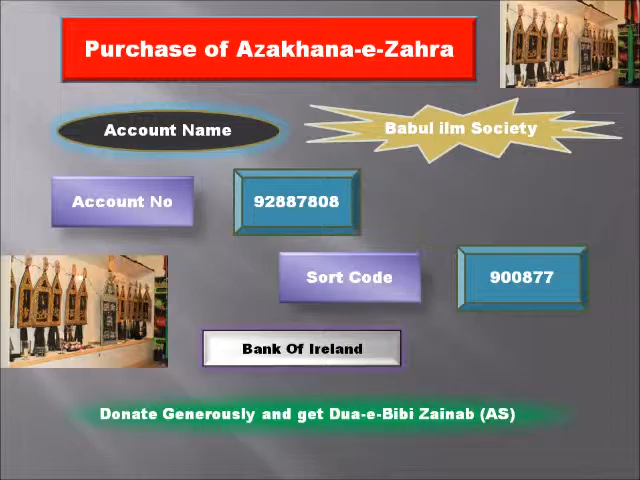 Purchase of Azakhana-e-Zahra
Account Name
Babul ilm Society
Account No
92887808
Sort Code
900877
Bank Of Ireland
Donate Generously and get Dua-e-Bibi Zainab (AS)